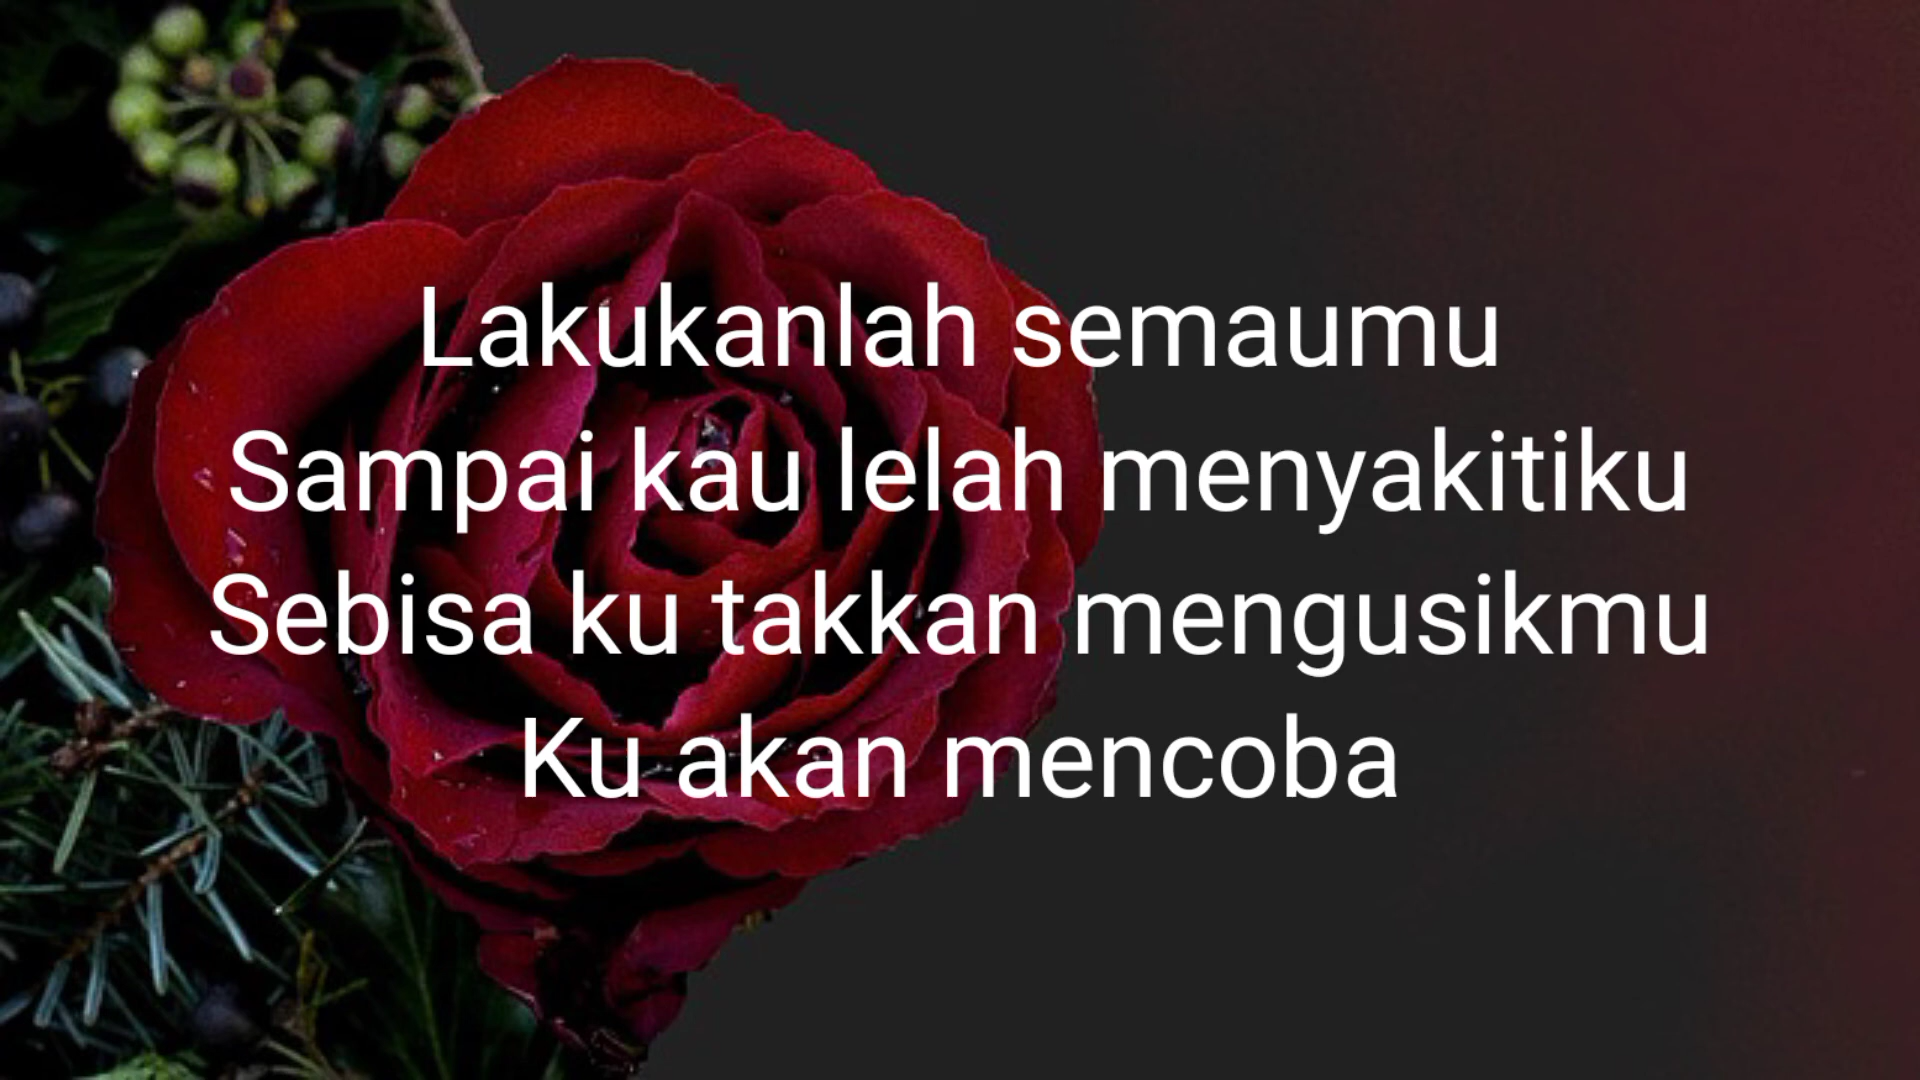 Lakukanlah semaumu
Sampai kau lelah menyakitiku
Sebisa ku takkan mengusikmu
Ku akan mencoba